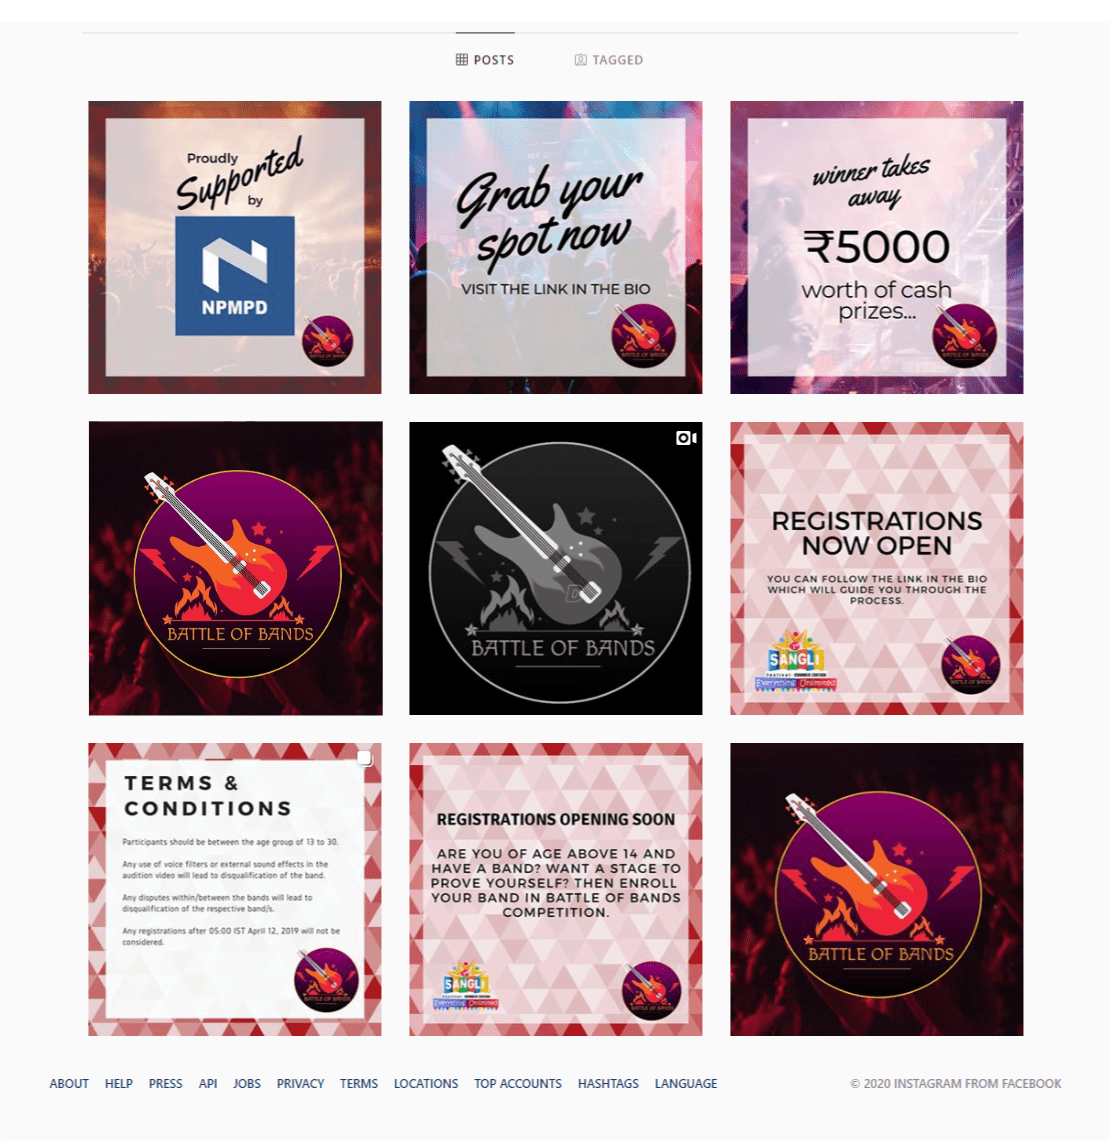 POSTS
TAGGED
Proudly
Supported
by
NPMPD
BATTLE OF BANDS
Grab your
spot now
VISIT THE LINK IN THE BIO
BATTLE OF BANDS
winner takes
away
₹5000
worth of cash
prizes...
BATTLE OF BANDS
BATTLE OF BANDS
BATTLE OF BANDS
REGISTRATIONS
NOW OPEN
YOU CAN FOLLOW THE LINK IN THE BIO
WHICH WILL GUIDE YOU THROUGH THE
PROCESS.
SANGLI
festival - SUMMER EDITION
Everything Unlimited
BATTLE OF BANDS
TERMS &
CONDITIONS
Participants should be between the age group of 13 to 30.
Any use of voice filters or external sound effects in the
audition video will lead to disqualification of the band.
Any disputes within/between the bands will lead to
disqualification of the respective band/s.
Any registrations after 05:00 IST April 12, 2019 will not be
considered.
BATTLE OF BANDS
REGISTRATIONS OPENING SOON
ARE YOU OF AGE ABOVE 14 AND
HAVE A BAND? WANT A STAGE TO
PROVE YOURSELF? THEN ENROLL
YOUR BAND IN BATTLE OF BANDS
COMPETITION.
SANGLI
festival - SUMMER EDITION
Everything Unlimited
BATTLE OF BANDS
BATTLE OF BANDS
ABOUT HELP PRESS API JOBS PRIVACY TERMS LOCATIONS TOP ACCOUNTS HASHTAGS LANGUAGE
© 2020 INSTAGRAM FROM FACEBOOK